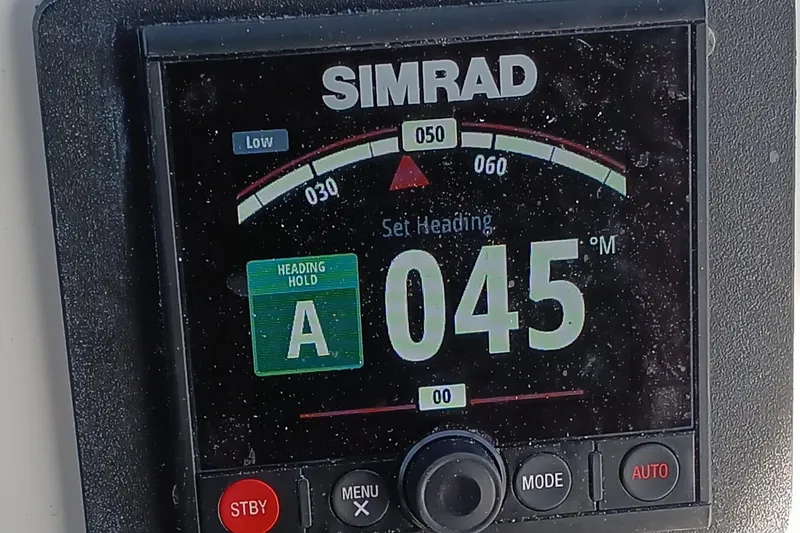 SIMRAD
Low
050
030
060
Set Heading
045 °M
HEADING
HOLD
A
00
STBY
MENU
X
MODE
AUTO